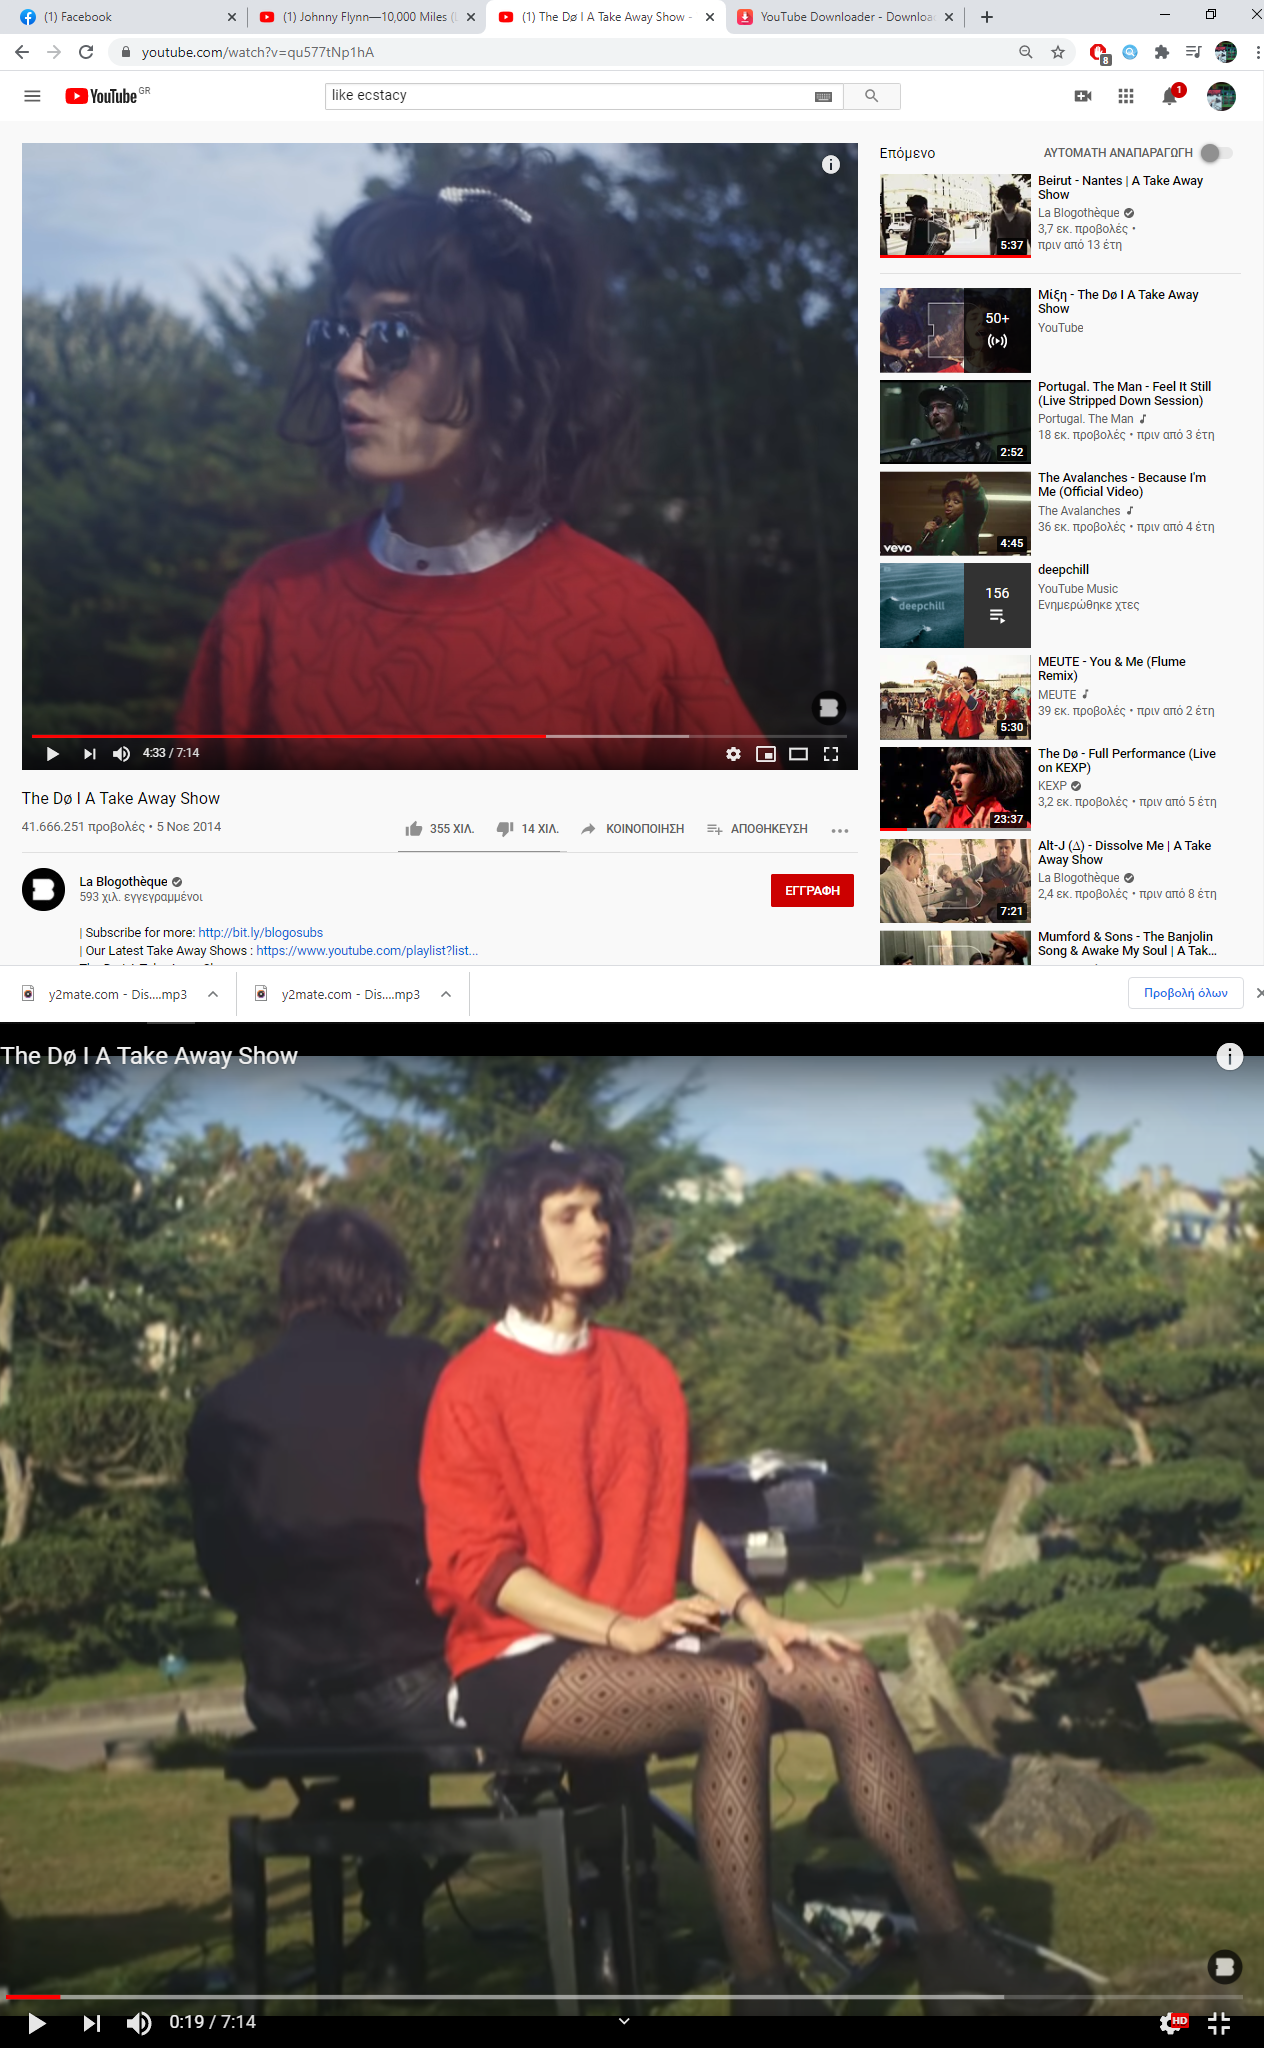 (1) Facebook
(1) Johnny Flynn—10,000 Miles (
(1) The Dø I A Take Away Show -
YouTube Downloader - Downloa
youtube.com/watch?v=qu577tNp1hA
8
YouTube GR
like ecstacy
1
4:33 / 7:14
The Dø I A Take Away Show
41.666.251 προβολές • 5 Νοε 2014
355 ΧΙΛ.
14 ΧΙΛ.
ΚΟΙΝΟΠΟΙΗΣΗ
ΑΠΟΘΗΚΕΥΣΗ
La Blogothèque
593 χιλ. εγγεγραμμένοι
ΕΓΓΡΑΦΗ
| Subscribe for more: http://bit.ly/blogosubs
| Our Latest Take Away Shows : https://www.youtube.com/playlist?list...
Επόμενο
ΑΥΤΟΜΑΤΗ ΑΝΑΠΑΡΑΓΩΓΗ
Beirut - Nantes | A Take Away
Show
La Blogothèque
3,7 εκ. προβολές •
πριν από 13 έτη
5:37
Μίξη - The Dø I A Take Away
Show
YouTube
50+
Portugal. The Man - Feel It Still
(Live Stripped Down Session)
Portugal. The Man
18 εκ. προβολές • πριν από 3 έτη
2:52
The Avalanches - Because I'm
Me (Official Video)
The Avalanches
36 εκ. προβολές • πριν από 4 έτη
vevo
4:45
deepchill
YouTube Music
Ενημερώθηκε χτες
deepchill
156
MEUTE - You & Me (Flume
Remix)
MEUTE
39 εκ. προβολές • πριν από 2 έτη
5:30
The Dø - Full Performance (Live
on KEXP)
KEXP
3,2 εκ. προβολές • πριν από 5 έτη
23:37
Alt-J (∆) - Dissolve Me | A Take
Away Show
La Blogothèque
2,4 εκ. προβολές • πριν από 8 έτη
7:21
Mumford & Sons - The Banjolin
Song & Awake My Soul | A Tak...
y2mate.com - Dis....mp3
y2mate.com - Dis....mp3
Προβολή όλων
The Dø I A Take Away Show
0:19 / 7:14
HD